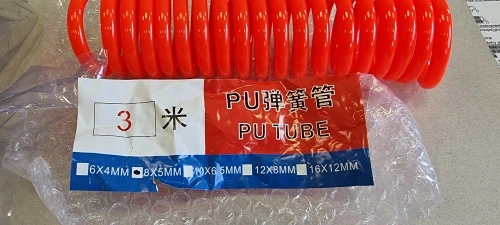 3 米
PU弹簧管
PU TUBE
6X4MM 8X5MM 10X6.5MM 12X8MM 16X12MM